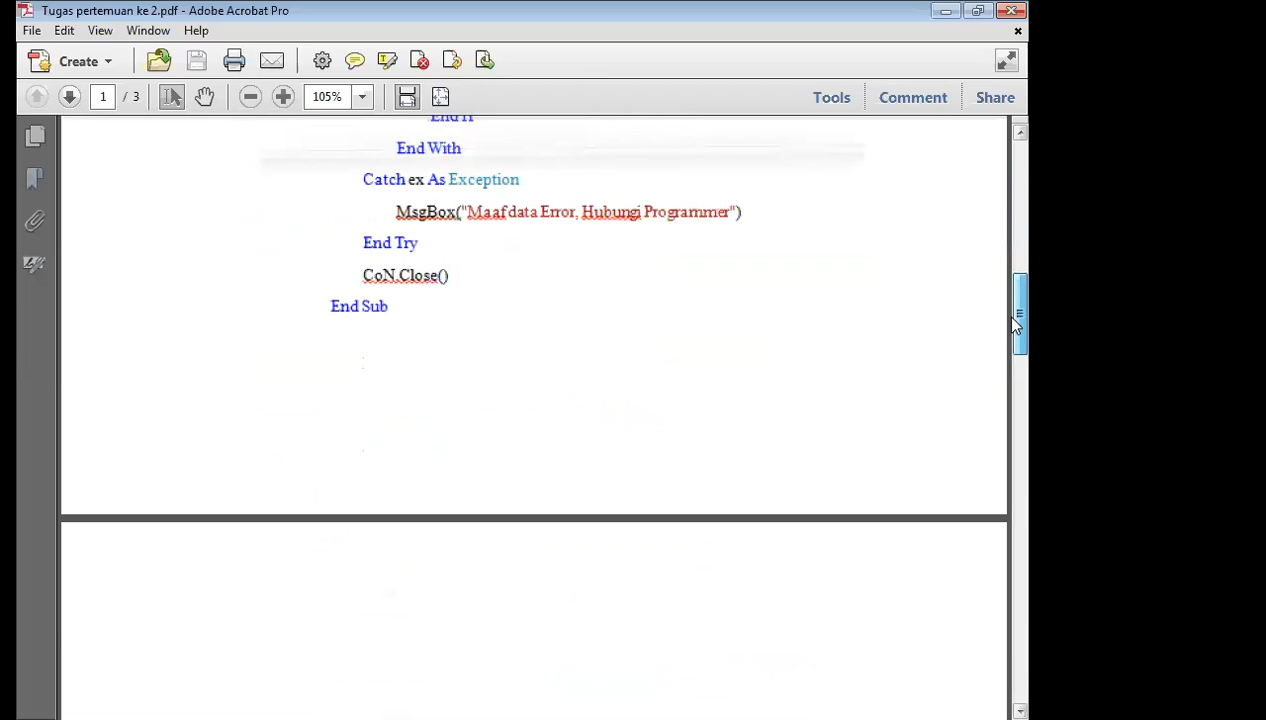 Tugas pertemuan ke 2.pdf - Adobe Acrobat Pro
File Edit View Window Help
Create
1 / 3 105% Tools Comment Share
End If
End With
Catch ex As Exception
MsgBox("Maaf data Error, Hubungi Programmer")
End Try
CoN.Close()
End Sub